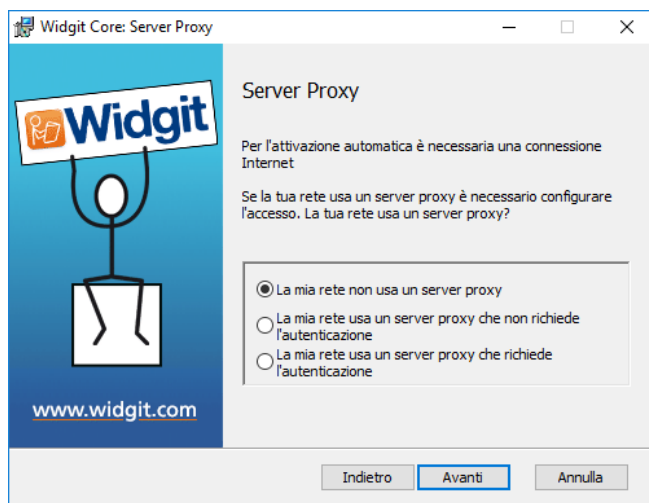 Widgit Core: Server Proxy
Widgit
www.widgit.com
Server Proxy
Per l'attivazione automatica è necessaria una connessione
Internet
Se la tua rete usa un server proxy è necessario configurare
l'accesso. La tua rete usa un server proxy?
La mia rete non usa un server proxy
La mia rete usa un server proxy che non richiede
l'autenticazione
La mia rete usa un server proxy che richiede
l'autenticazione
Indietro Avanti Annulla